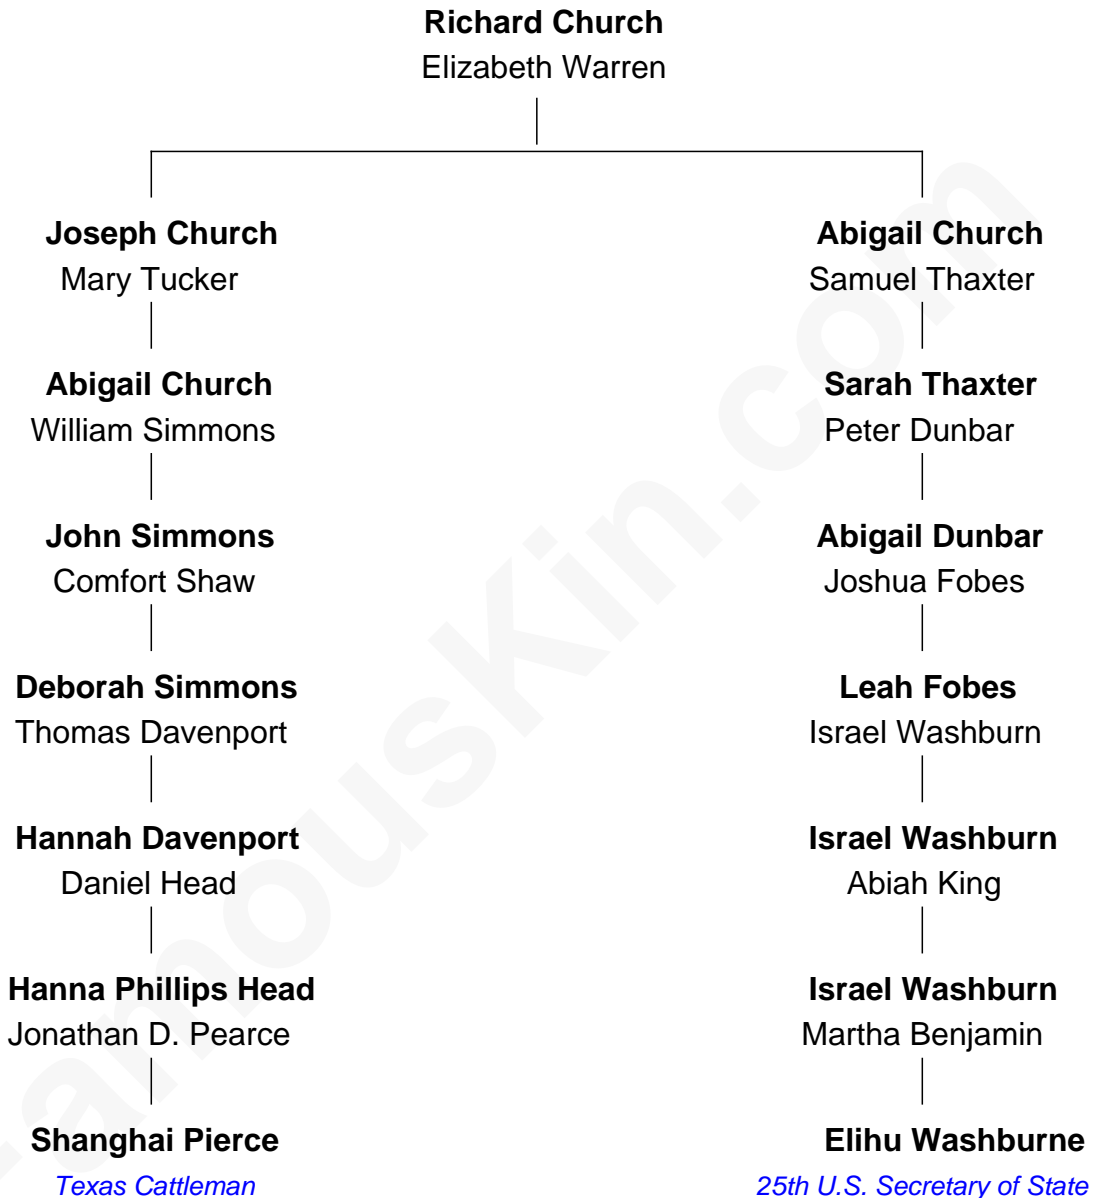 Richard Church
Elizabeth Warren
Joseph Church
Mary Tucker
Abigail Church
Samuel Thaxter
Abigail Church
William Simmons
Sarah Thaxter
Peter Dunbar
John Simmons
Comfort Shaw
Abigail Dunbar
Joshua Fobes
Deborah Simmons
Thomas Davenport
Leah Fobes
Israel Washburn
Hannah Davenport
Daniel Head
Israel Washburn
Abiah King
Hanna Phillips Head
Jonathan D. Pearce
Israel Washburn
Martha Benjamin
Shanghai Pierce
Texas Cattleman
Elihu Washburne
25th U.S. Secretary of State
FamousKin.com